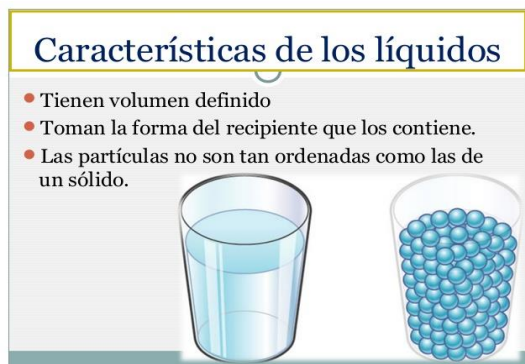 Características de los líquidos
Tienen volumen definido
Toman la forma del recipiente que los contiene.
Las partículas no son tan ordenadas como las de
un sólido.